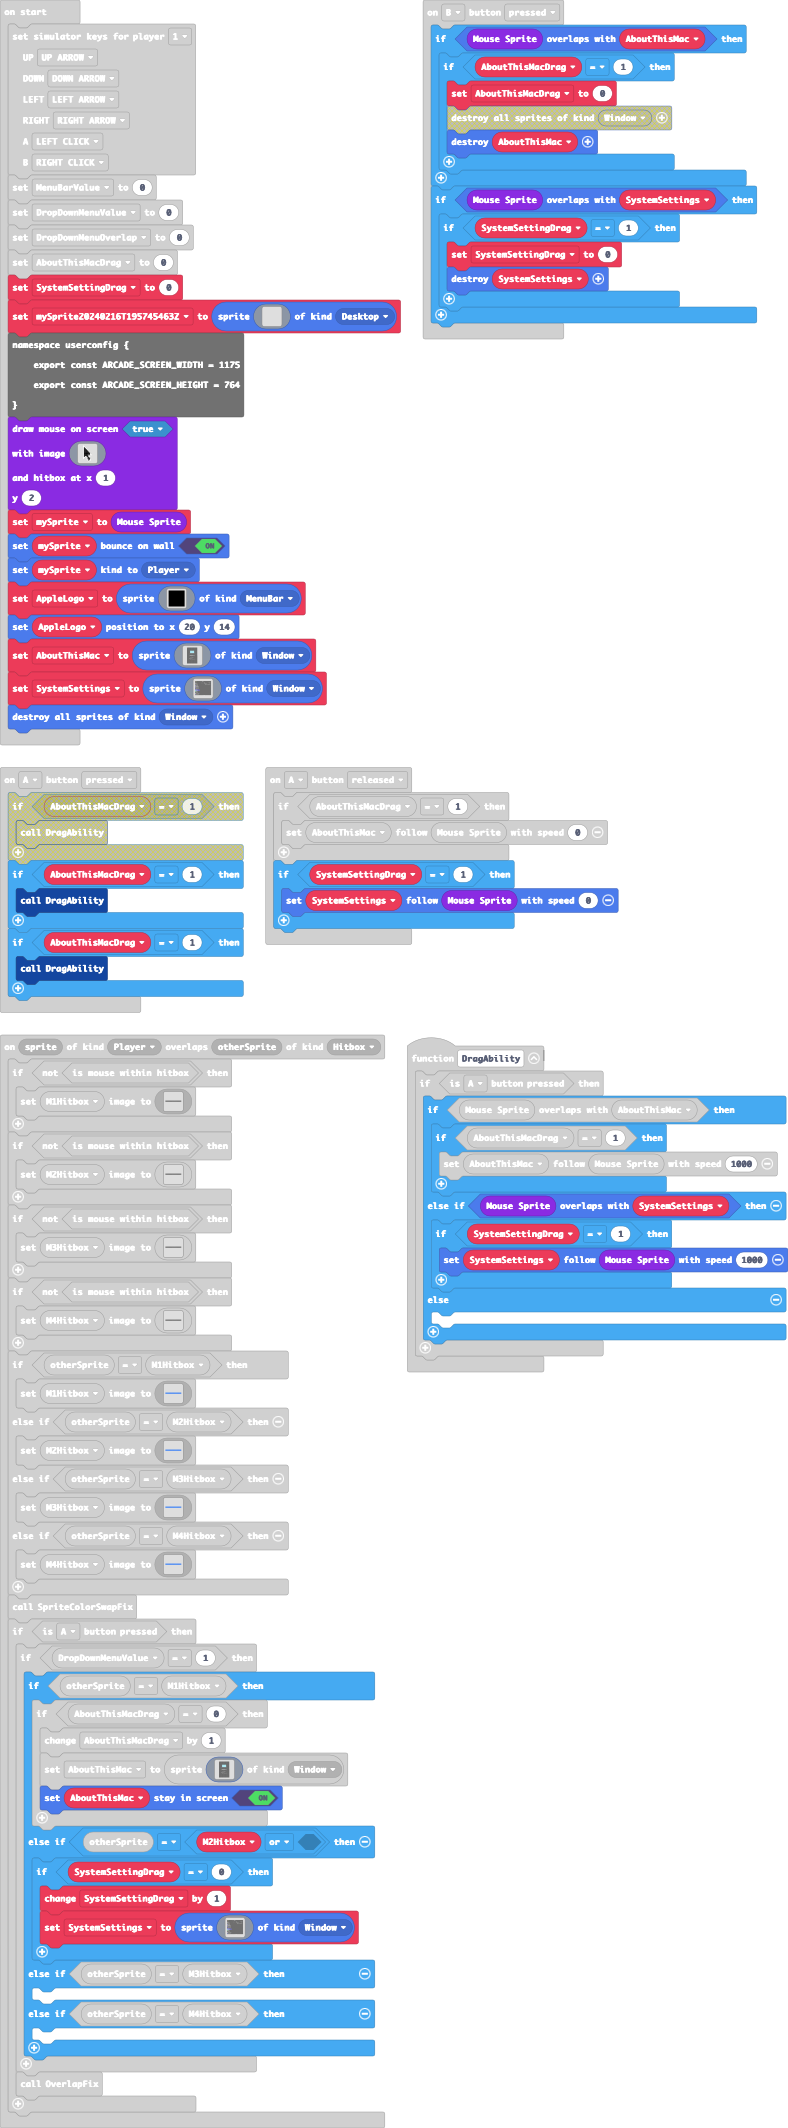 on start
set simulator keys for player 1
UP UP ARROW
DOWN DOWN ARROW
LEFT LEFT ARROW
RIGHT RIGHT ARROW
A LEFT CLICK
B RIGHT CLICK
set MenuBarValue to 0
set DropDownMenuValue to 0
set DropDownMenuOverlap to 0
set AboutThisMacDrag to 0
set SystemSettingDrag to 0
set mySprite20240216T195745463Z to sprite of kind Desktop
namespace userconfig {
export const ARCADE_SCREEN_WIDTH = 1175
export const ARCADE_SCREEN_HEIGHT = 764
}
draw mouse on screen true
with image
and hitbox at x 1
y 2
set mySprite to Mouse Sprite
set mySprite bounce on wall ON
set mySprite kind to Player
set AppleLogo to sprite of kind MenuBar
set AppleLogo position to x 20 y 14
set AboutThisMac to sprite of kind Window
set SystemSettings to sprite of kind Window
destroy all sprites of kind Window
on B button pressed
if Mouse Sprite overlaps with AboutThisMac then
if AboutThisMacDrag = 1 then
set AboutThisMacDrag to 0
destroy all sprites of kind Window
destroy AboutThisMac
if Mouse Sprite overlaps with SystemSettings then
if SystemSettingDrag = 1 then
set SystemSettingDrag to 0
destroy SystemSettings
on A button pressed
if AboutThisMacDrag = 1 then
call DragAbility
if AboutThisMacDrag = 1 then
call DragAbility
if AboutThisMacDrag = 1 then
call DragAbility
on A button released
if AboutThisMacDrag = 1 then
set AboutThisMac follow Mouse Sprite with speed 0
if SystemSettingDrag = 1 then
set SystemSettings follow Mouse Sprite with speed 0
on sprite of kind Player overlaps otherSprite of kind Hitbox
if not is mouse within hitbox then
set M1Hitbox image to
if not is mouse within hitbox then
set M2Hitbox image to
if not is mouse within hitbox then
set M3Hitbox image to
if not is mouse within hitbox then
set M4Hitbox image to
if otherSprite = M1Hitbox then
set M1Hitbox image to
else if otherSprite = M2Hitbox then
set M2Hitbox image to
else if otherSprite = M3Hitbox then
set M3Hitbox image to
else if otherSprite = M4Hitbox then
set M4Hitbox image to
call SpriteColorSwapFix
if is A button pressed then
if DropDownMenuValue = 1 then
if otherSprite = M1Hitbox then
if AboutThisMacDrag = 0 then
change AboutThisMacDrag by 1
set AboutThisMac to sprite of kind Window
set AboutThisMac stay in screen ON
else if otherSprite = M2Hitbox or then
if SystemSettingDrag = 0 then
change SystemSettingDrag by 1
set SystemSettings to sprite of kind Window
else if otherSprite = M3Hitbox then
else if otherSprite = M4Hitbox then
call OverlapFix
function DragAbility
if is A button pressed then
if Mouse Sprite overlaps with AboutThisMac then
if AboutThisMacDrag = 1 then
set AboutThisMac follow Mouse Sprite with speed 1000
else if Mouse Sprite overlaps with SystemSettings then
if SystemSettingDrag = 1 then
set SystemSettings follow Mouse Sprite with speed 1000
else